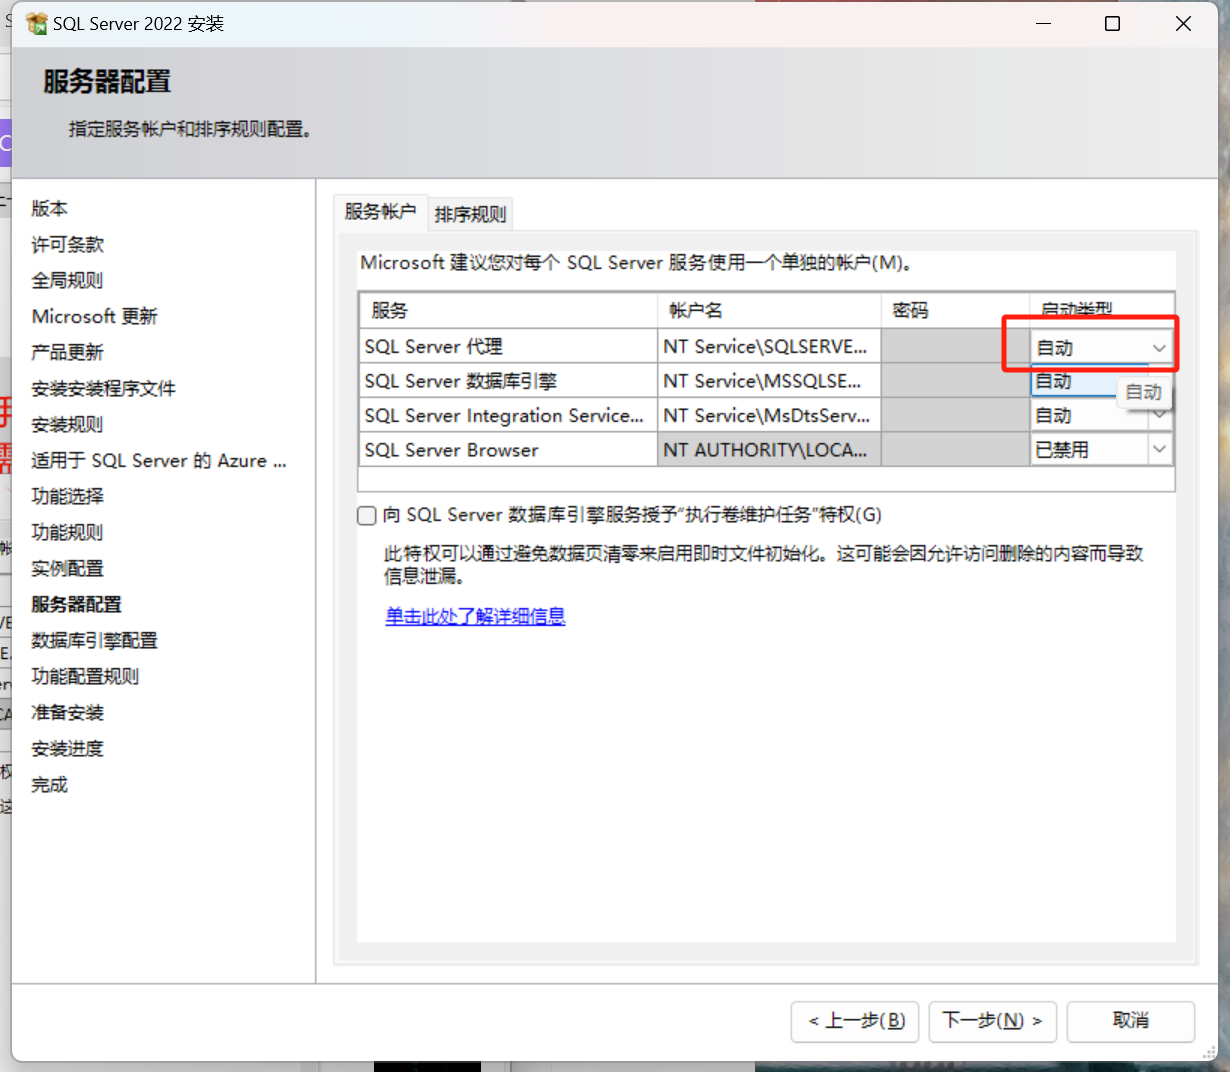 SQL Server 2022 安装
服务器配置
指定服务帐户和排序规则配置。
版本
许可条款
全局规则
Microsoft 更新
产品更新
安装安装程序文件
安装规则
适用于 SQL Server 的 Azure ...
功能选择
功能规则
实例配置
服务器配置
数据库引擎配置
功能配置规则
准备安装
安装进度
完成
服务帐户 排序规则
Microsoft 建议您对每个 SQL Server 服务使用一个单独的帐户(M)。
服务 帐户名 密码 启动类型
SQL Server 代理 NT Service\SQLSERVE... 自动
SQL Server 数据库引擎 NT Service\MSSQLSE... 自动
自动
SQL Server Integration Service... NT Service\MsDtsServ... 自动
SQL Server Browser NT AUTHORITY\LOCA... 已禁用
向 SQL Server 数据库引擎服务授予“执行卷维护任务”特权(G)
此特权可以通过避免数据页清零来启用即时文件初始化。这可能会因允许访问删除的内容而导致
信息泄漏。
单击此处了解详细信息
< 上一步(B) 下一步(N) > 取消